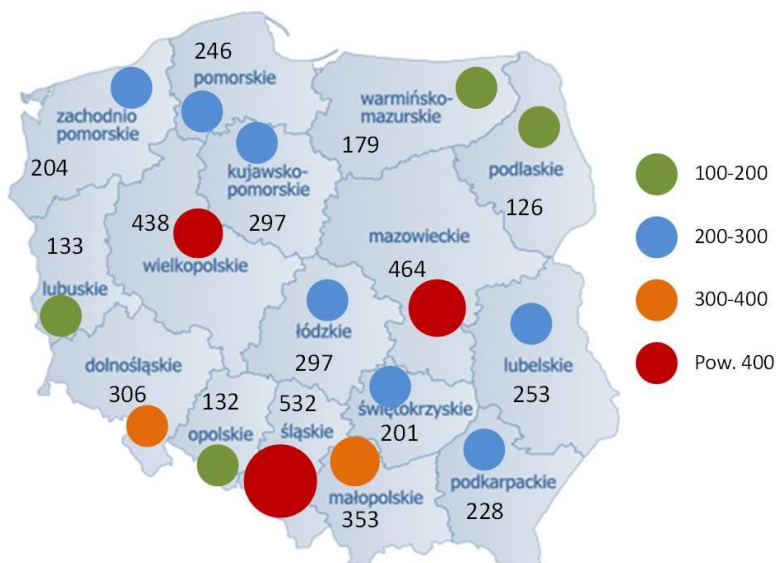 246
pomorskie
zachodnio
pomorskie
204
warmińsko-
mazurskie
179
podlaskie
126
kujawsko-
pomorskie
297
438
wielkopolskie
133
lubuskie
mazowieckie
464
łódzkie
297
dolnośląskie
306
132
opolskie
532
śląskie
świętokrzyskie
201
lubelskie
253
małopolskie
353
podkarpackie
228
100-200
200-300
300-400
Pow. 400